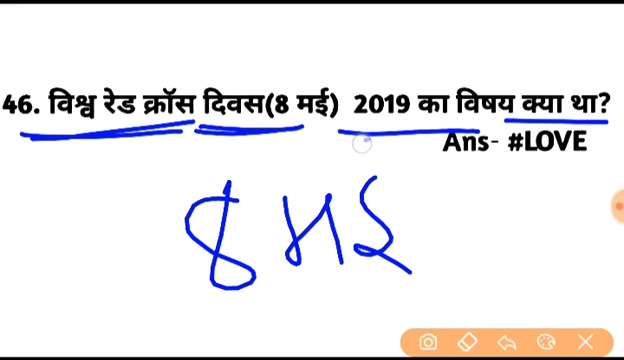 46. विश्व रेड क्रॉस दिवस(8 मई) 2019 का विषय क्या था?
Ans- #LOVE
8 मई